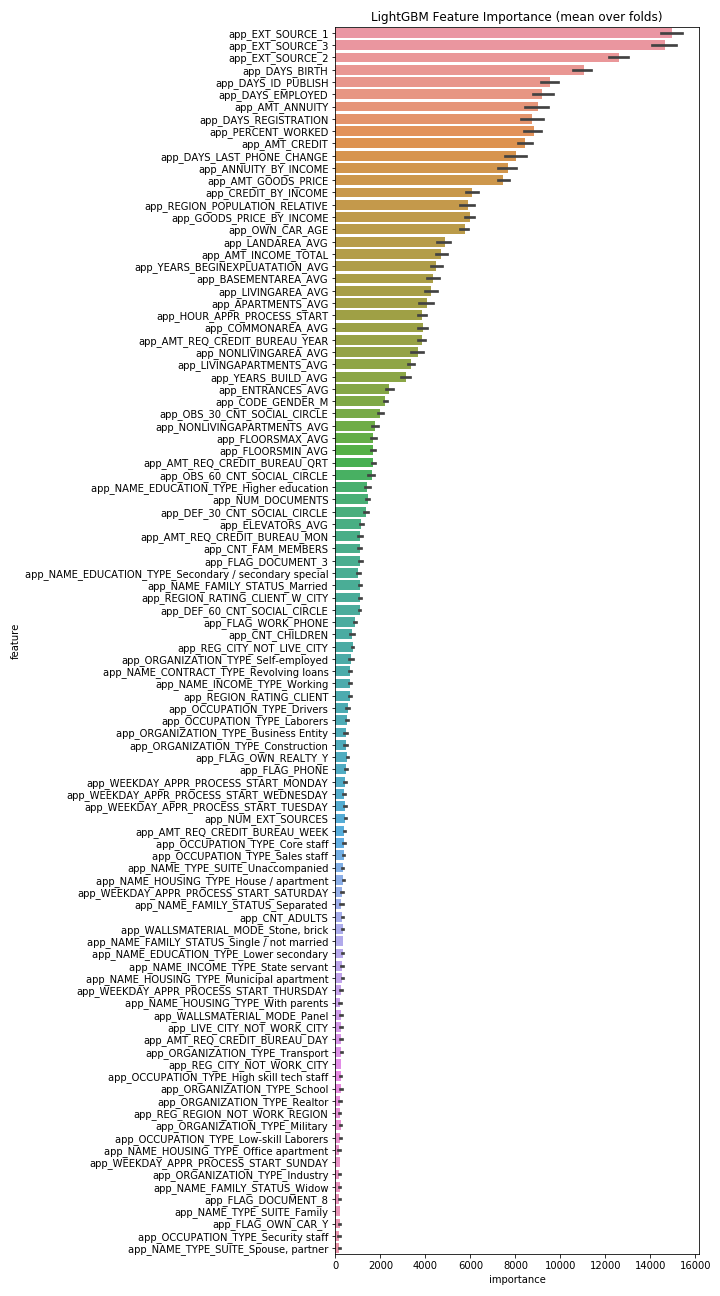 LightGBM Feature Importance (mean over folds)
app_EXT_SOURCE_1
app_EXT_SOURCE_3
app_EXT_SOURCE_2
app_DAYS_BIRTH
app_DAYS_ID_PUBLISH
app_DAYS_EMPLOYED
app_AMT_ANNUITY
app_DAYS_REGISTRATION
app_PERCENT_WORKED
app_AMT_CREDIT
app_DAYS_LAST_PHONE_CHANGE
app_ANNUITY_BY_INCOME
app_AMT_GOODS_PRICE
app_CREDIT_BY_INCOME
app_REGION_POPULATION_RELATIVE
app_GOODS_PRICE_BY_INCOME
app_OWN_CAR_AGE
app_LANDAREA_AVG
app_AMT_INCOME_TOTAL
app_YEARS_BEGINEXPLUATATION_AVG
app_BASEMENTAREA_AVG
app_LIVINGAREA_AVG
app_APARTMENTS_AVG
app_HOUR_APPR_PROCESS_START
app_COMMONAREA_AVG
app_AMT_REQ_CREDIT_BUREAU_YEAR
app_NONLIVINGAREA_AVG
app_LIVINGAPARTMENTS_AVG
app_YEARS_BUILD_AVG
app_ENTRANCES_AVG
app_CODE_GENDER_M
app_OBS_30_CNT_SOCIAL_CIRCLE
app_NONLIVINGAPARTMENTS_AVG
app_FLOORSMAX_AVG
app_FLOORSMIN_AVG
app_AMT_REQ_CREDIT_BUREAU_QRT
app_OBS_60_CNT_SOCIAL_CIRCLE
app_NAME_EDUCATION_TYPE_Higher education
app_NUM_DOCUMENTS
app_DEF_30_CNT_SOCIAL_CIRCLE
app_ELEVATORS_AVG
app_AMT_REQ_CREDIT_BUREAU_MON
app_CNT_FAM_MEMBERS
app_FLAG_DOCUMENT_3
app_NAME_EDUCATION_TYPE_Secondary / secondary special
app_NAME_FAMILY_STATUS_Married
app_REGION_RATING_CLIENT_W_CITY
app_DEF_60_CNT_SOCIAL_CIRCLE
app_FLAG_WORK_PHONE
app_CNT_CHILDREN
app_REG_CITY_NOT_LIVE_CITY
app_ORGANIZATION_TYPE_Self-employed
app_NAME_CONTRACT_TYPE_Revolving loans
app_NAME_INCOME_TYPE_Working
app_REGION_RATING_CLIENT
app_OCCUPATION_TYPE_Drivers
app_OCCUPATION_TYPE_Laborers
app_ORGANIZATION_TYPE_Business Entity
app_ORGANIZATION_TYPE_Construction
app_FLAG_OWN_REALTY_Y
app_FLAG_PHONE
app_WEEKDAY_APPR_PROCESS_START_MONDAY
app_WEEKDAY_APPR_PROCESS_START_WEDNESDAY
app_WEEKDAY_APPR_PROCESS_START_TUESDAY
app_NUM_EXT_SOURCES
app_AMT_REQ_CREDIT_BUREAU_WEEK
app_OCCUPATION_TYPE_Core staff
app_OCCUPATION_TYPE_Sales staff
app_NAME_TYPE_SUITE_Unaccompanied
app_NAME_HOUSING_TYPE_House / apartment
app_WEEKDAY_APPR_PROCESS_START_SATURDAY
app_NAME_FAMILY_STATUS_Separated
app_CNT_ADULTS
app_WALLSMATERIAL_MODE_Stone, brick
app_NAME_FAMILY_STATUS_Single / not married
app_NAME_EDUCATION_TYPE_Lower secondary
app_NAME_INCOME_TYPE_State servant
app_NAME_HOUSING_TYPE_Municipal apartment
app_WEEKDAY_APPR_PROCESS_START_THURSDAY
app_NAME_HOUSING_TYPE_With parents
app_WALLSMATERIAL_MODE_Panel
app_LIVE_CITY_NOT_WORK_CITY
app_AMT_REQ_CREDIT_BUREAU_DAY
app_ORGANIZATION_TYPE_Transport
app_REG_CITY_NOT_WORK_CITY
app_OCCUPATION_TYPE_High skill tech staff
app_ORGANIZATION_TYPE_School
app_ORGANIZATION_TYPE_Realtor
app_REG_REGION_NOT_WORK_REGION
app_ORGANIZATION_TYPE_Military
app_OCCUPATION_TYPE_Low-skill Laborers
app_NAME_HOUSING_TYPE_Office apartment
app_WEEKDAY_APPR_PROCESS_START_SUNDAY
app_ORGANIZATION_TYPE_Industry
app_NAME_FAMILY_STATUS_Widow
app_FLAG_DOCUMENT_8
app_NAME_TYPE_SUITE_Family
app_FLAG_OWN_CAR_Y
app_OCCUPATION_TYPE_Security staff
app_NAME_TYPE_SUITE_Spouse, partner
feature
0 2000 4000 6000 8000 10000 12000 14000 16000
importance